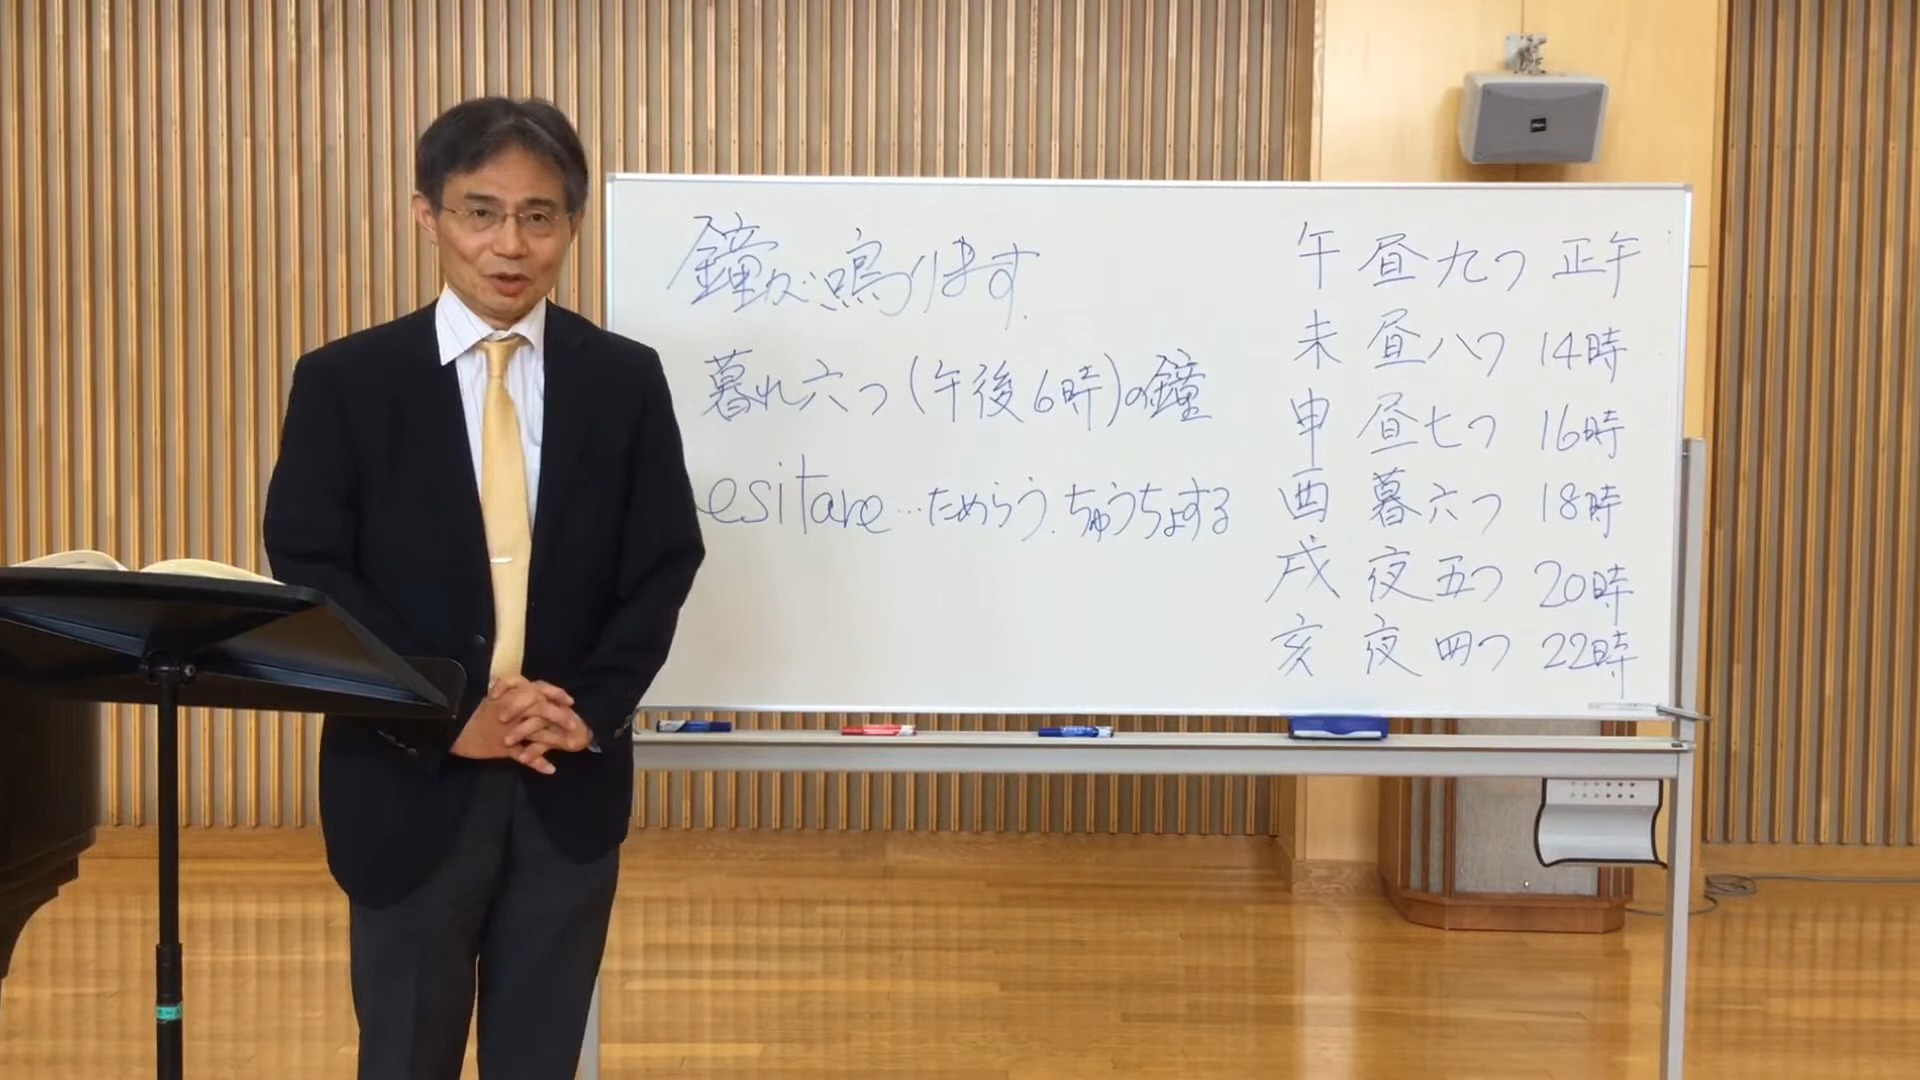 鐘が鳴ります
暮れ六つ(午後6時)の鐘
esitare…ためらう、ちゅうちょする
午 昼九つ 正午
未 昼八つ 14時
申 昼七つ 16時
酉 暮六つ 18時
戌 夜五つ 20時
亥 夜四つ 22時